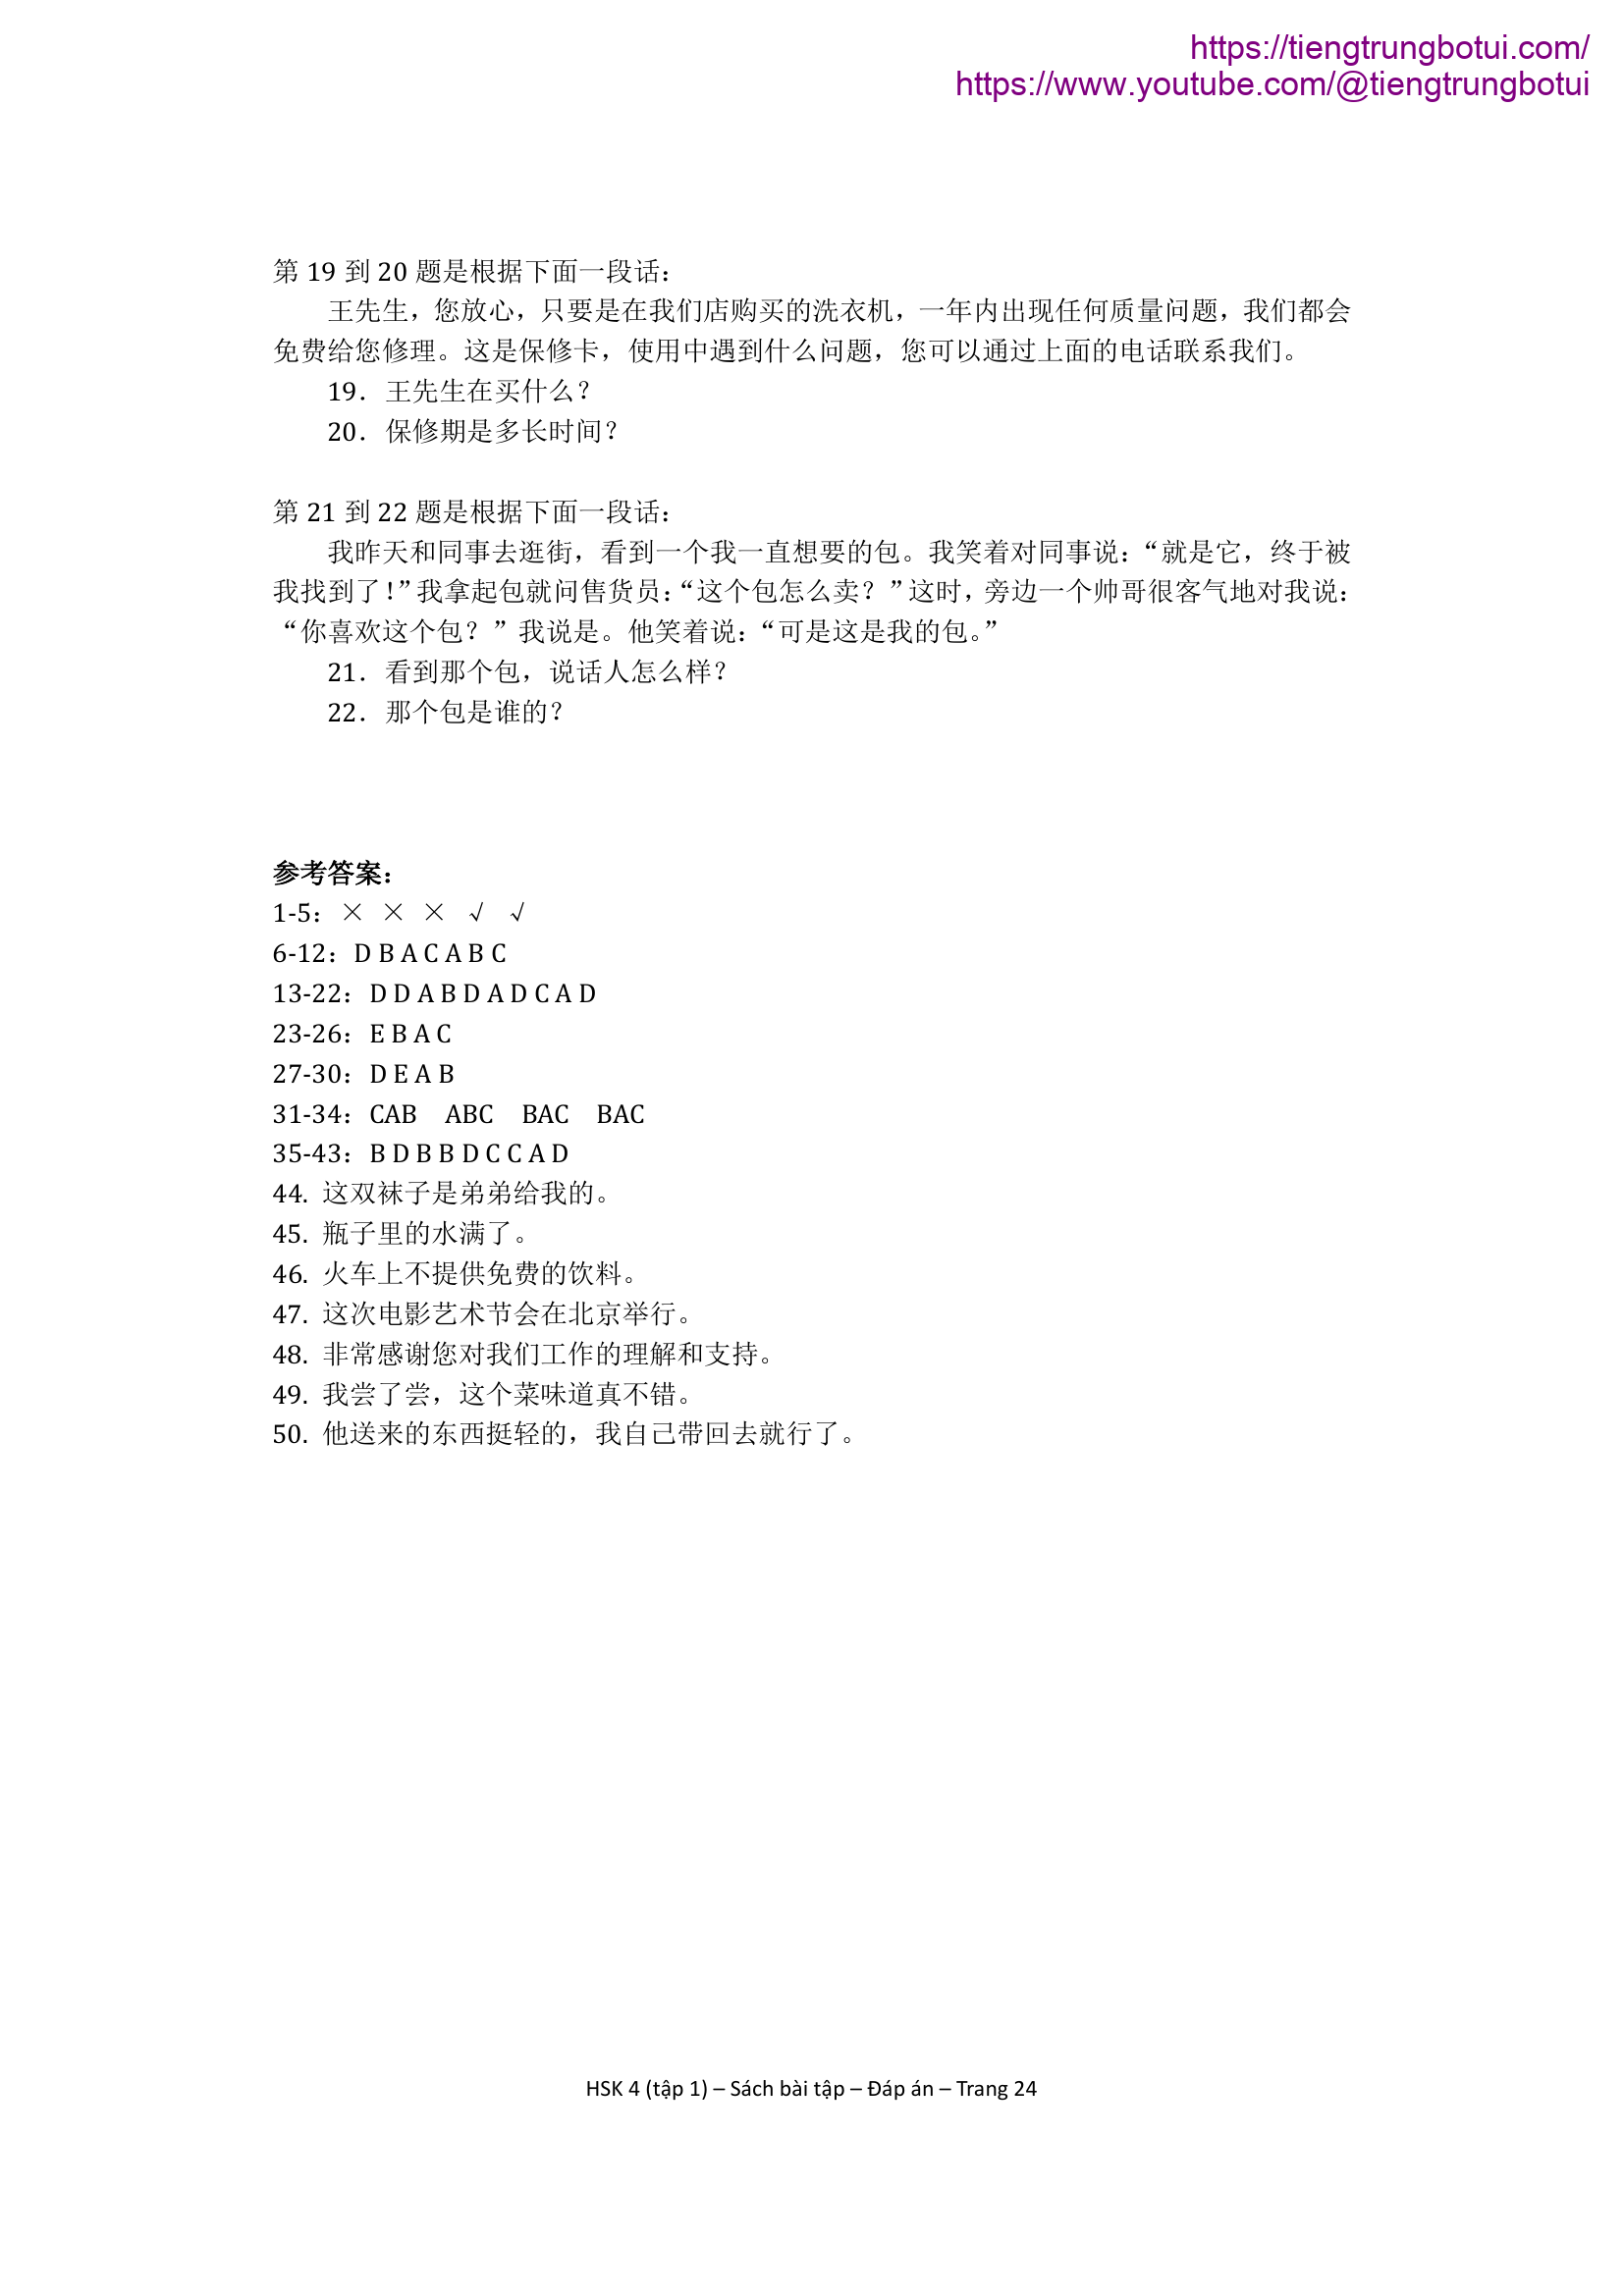 https://tiengtrungbotui.com/
https://www.youtube.com/@tiengtrungbotui
第 19 到 20 题是根据下面一段话：
王先生，您放心，只要是在我们店购买的洗衣机，一年内出现任何质量问题，我们都会
免费给您修理。这是保修卡，使用中遇到什么问题，您可以通过上面的电话联系我们。
19．王先生在买什么？
20．保修期是多长时间？
第 21 到 22 题是根据下面一段话：
我昨天和同事去逛街，看到一个我一直想要的包。我笑着对同事说：“就是它，终于被
我找到了！”我拿起包就问售货员：“这个包怎么卖？”这时，旁边一个帅哥很客气地对我说：
“你喜欢这个包？”我说是。他笑着说：“可是这是我的包。”
21．看到那个包，说话人怎么样？
22．那个包是谁的？
参考答案：
1-5：× × × √ √
6-12：D B A C A B C
13-22：D D A B D A D C A D
23-26：E B A C
27-30：D E A B
31-34：CAB ABC BAC BAC
35-43：B D B B D C C A D
44. 这双袜子是弟弟给我的。
45. 瓶子里的水满了。
46. 火车上不提供免费的饮料。
47. 这次电影艺术节会在北京举行。
48. 非常感谢您对我们工作的理解和支持。
49. 我尝了尝，这个菜味道真不错。
50. 他送来的东西挺轻的，我自己带回去就行了。
HSK 4 (tập 1) – Sách bài tập – Đáp án – Trang 24